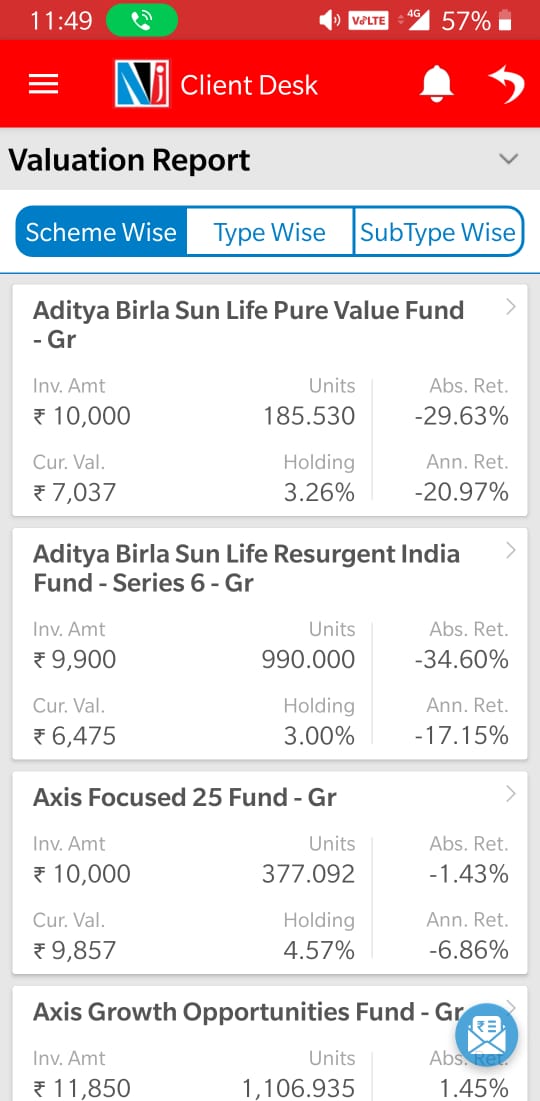 11:49 VoLTE 4G 57%
NJ Client Desk
Valuation Report
Scheme Wise Type Wise SubType Wise
Aditya Birla Sun Life Pure Value Fund
- Gr
Inv. Amt Units Abs. Ret.
₹ 10,000 185.530 -29.63%
Cur. Val. Holding Ann. Ret.
₹ 7,037 3.26% -20.97%
Aditya Birla Sun Life Resurgent India
Fund - Series 6 - Gr
Inv. Amt Units Abs. Ret.
₹ 9,900 990.000 -34.60%
Cur. Val. Holding Ann. Ret.
₹ 6,475 3.00% -17.15%
Axis Focused 25 Fund - Gr
Inv. Amt Units Abs. Ret.
₹ 10,000 377.092 -1.43%
Cur. Val. Holding Ann. Ret.
₹ 9,857 4.57% -6.86%
Axis Growth Opportunities Fund - Gr
Inv. Amt Units Abs. Ret.
₹ 11,850 1,106.935 1.45%